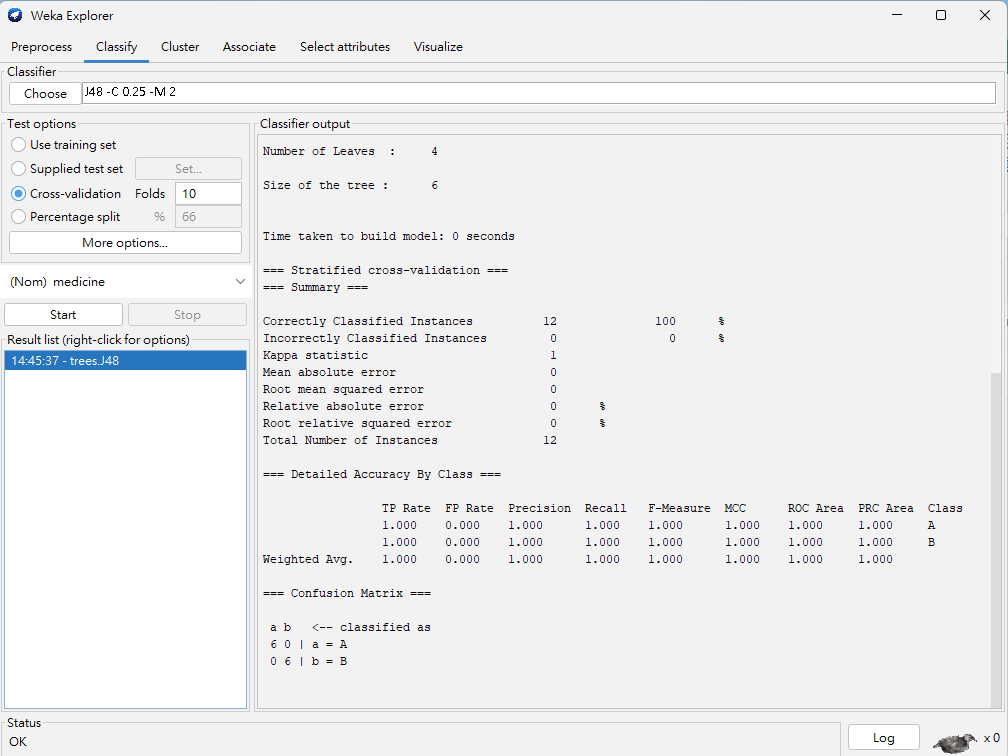 Weka Explorer
Preprocess Classify Cluster Associate Select attributes Visualize
Classifier
Choose J48 -C 0.25 -M 2
Test options
Use training set
Supplied test set Set...
Cross-validation Folds 10
Percentage split % 66
More options...
(Nom) medicine
Start Stop
Result list (right-click for options)
14:45:37 - trees.J48
Classifier output
Number of Leaves : 4
Size of the tree : 6
Time taken to build model: 0 seconds
=== Stratified cross-validation ===
=== Summary ===
Correctly Classified Instances 12 100 %
Incorrectly Classified Instances 0 0 %
Kappa statistic 1
Mean absolute error 0
Root mean squared error 0
Relative absolute error 0 %
Root relative squared error 0 %
Total Number of Instances 12
=== Detailed Accuracy By Class ===
TP Rate FP Rate Precision Recall F-Measure MCC ROC Area PRC Area Class
1.000 0.000 1.000 1.000 1.000 1.000 1.000 1.000 A
1.000 0.000 1.000 1.000 1.000 1.000 1.000 1.000 B
Weighted Avg. 1.000 0.000 1.000 1.000 1.000 1.000 1.000 1.000
=== Confusion Matrix ===
a b <-- classified as
6 0 | a = A
0 6 | b = B
Status
OK
Log x 0